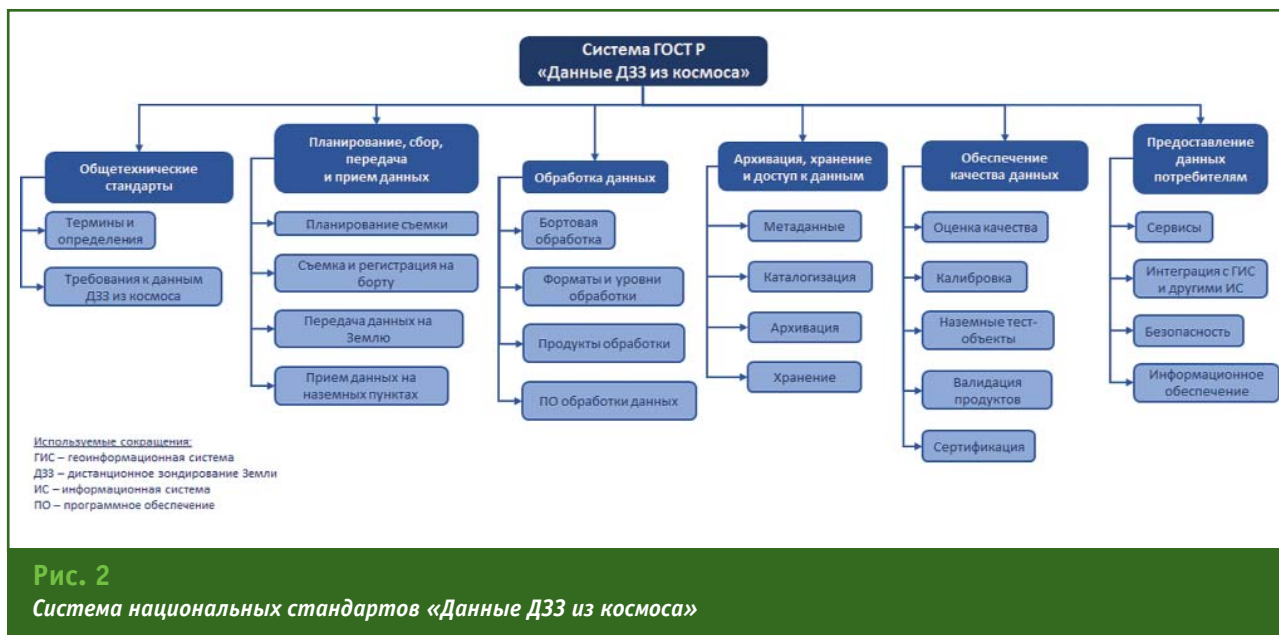 Система ГОСТ Р
«Данные ДЗЗ из космоса»
Общетехнические
стандарты
Термины и
определения
Требования к данным
ДЗЗ из космоса
Планирование, сбор,
передача
и прием данных
Планирование съемки
Съемка и регистрация на
борту
Передача данных на
Землю
Прием данных на
наземных пунктах
Обработка данных
Бортовая
обработка
Форматы и уровни
обработки
Продукты обработки
ПО обработки данных
Архивация, хранение
и доступ к данным
Метаданные
Каталогизация
Архивация
Хранение
Обеспечение
качества данных
Оценка качества
Калибровка
Наземные тест-
объекты
Валидация
продуктов
Сертификация
Предоставление
данных
потребителям
Сервисы
Интеграция с ГИС
и другими ИС
Безопасность
Информационное
обеспечение
Используемые сокращения:
ГИС – геоинформационная система
ДЗЗ – дистанционное зондирование Земли
ИС – информационная система
ПО – программное обеспечение
Рис. 2
Система национальных стандартов «Данные ДЗЗ из космоса»